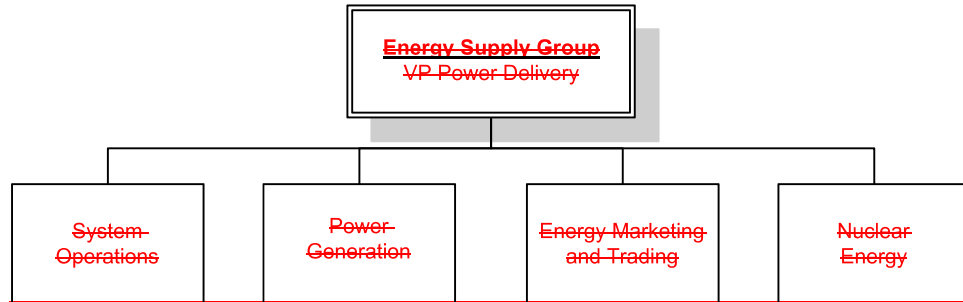 Energy Supply Group
VP Power Delivery
System
Operations
Power
Generation
Energy Marketing
and Trading
Nuclear
Energy